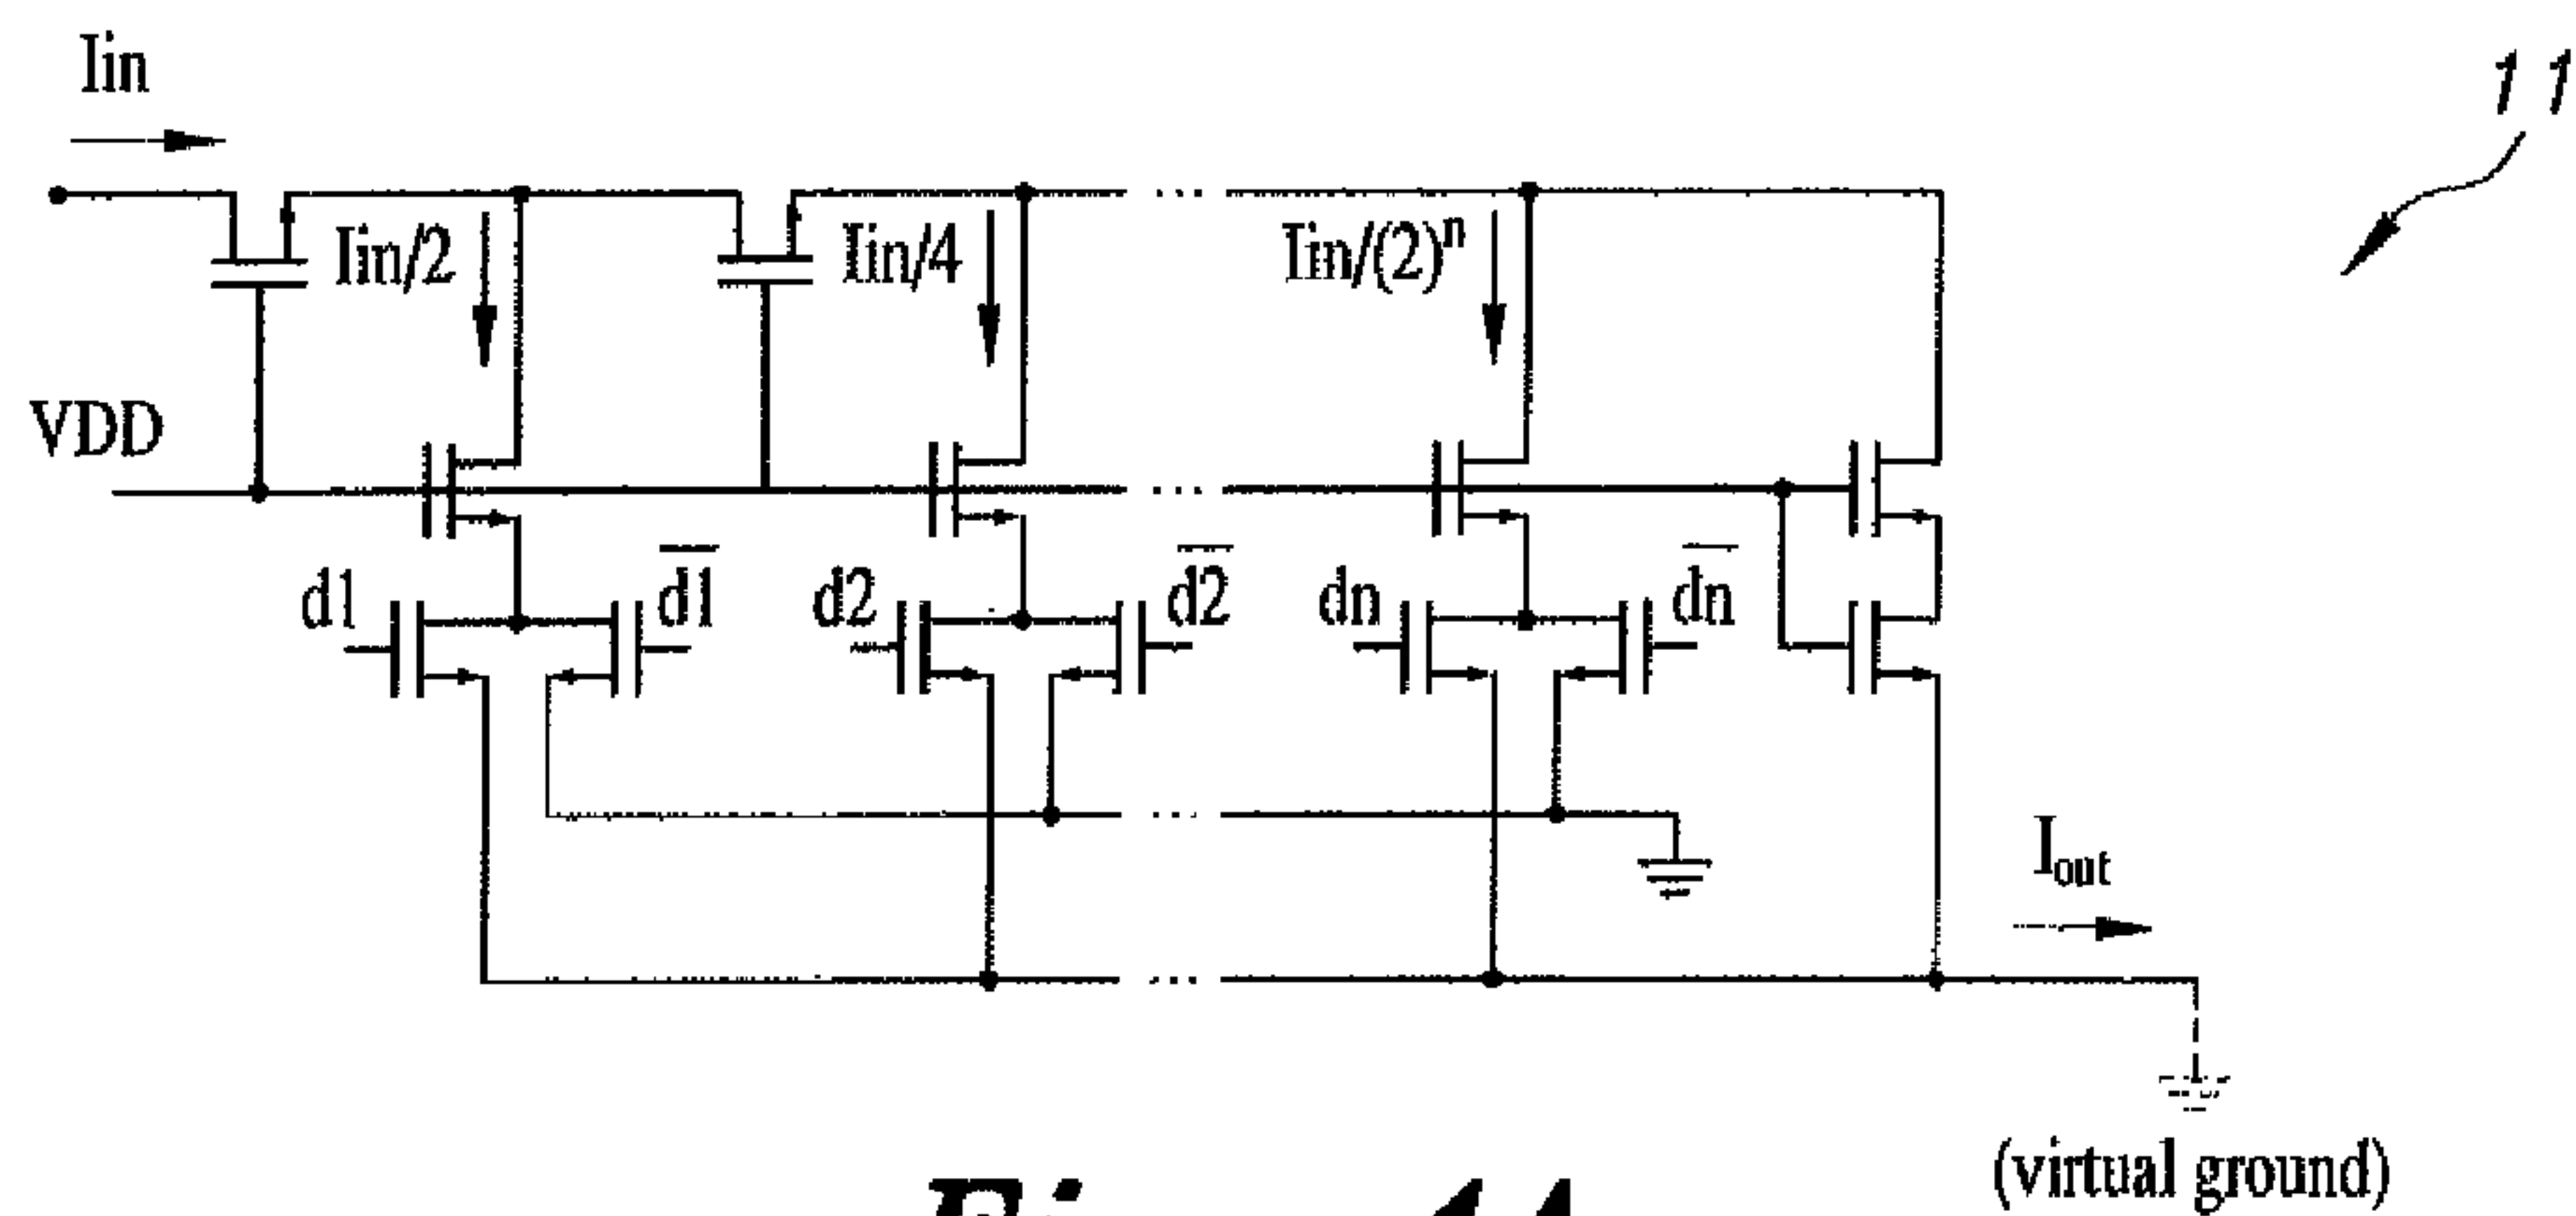 Iin
11
Iin/2
Iin/4
Iin/(2)ⁿ
VDD
d1
d1̅
d2
d2̅
dn
dn̅
Iout
(virtual ground)